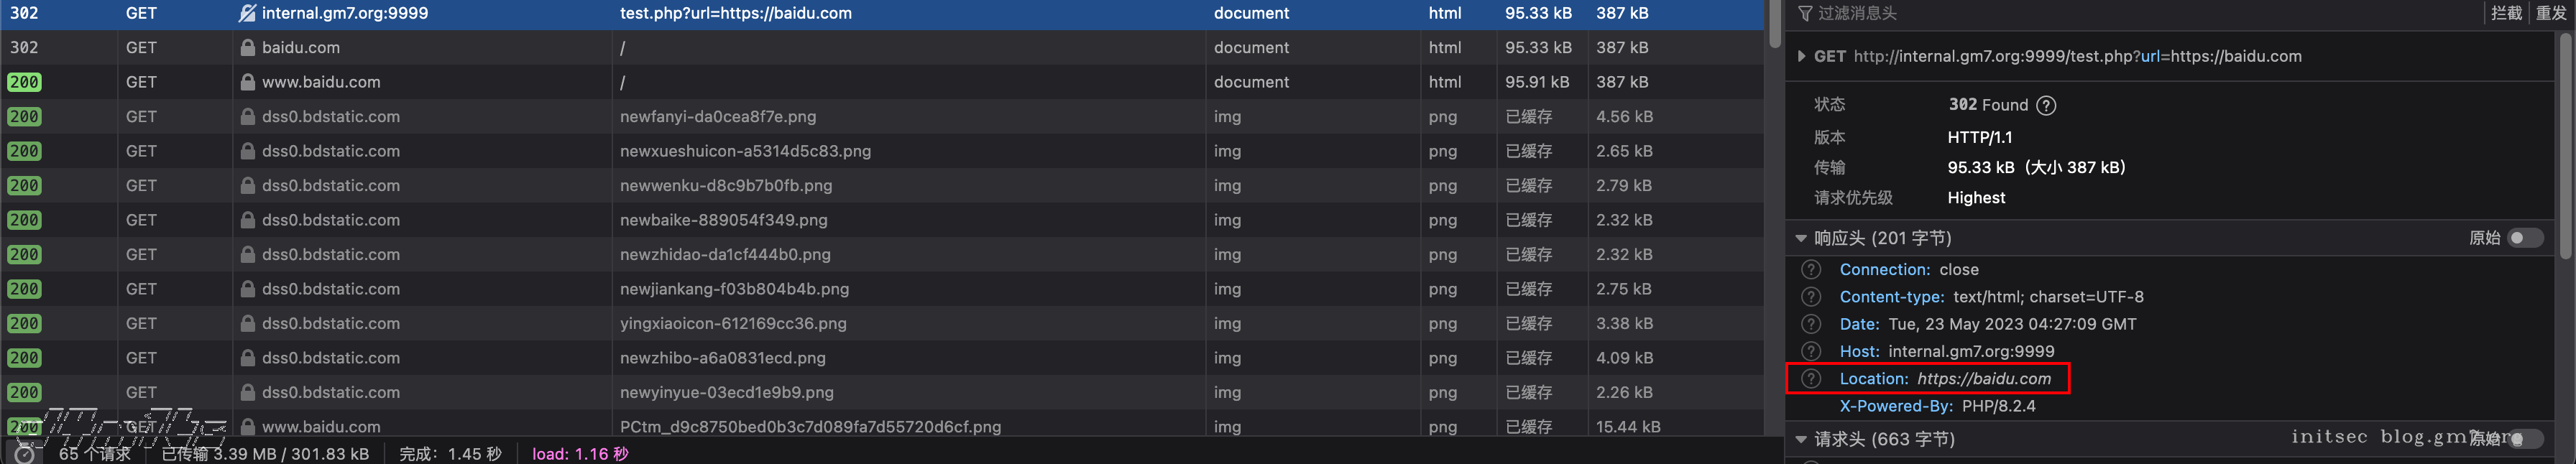 302 GET internal.gm7.org:9999 test.php?url=https://baidu.com document html 95.33 kB 387 kB
302 GET baidu.com / document html 95.33 kB 387 kB
200 GET www.baidu.com / document html 95.91 kB 387 kB
200 GET dss0.bdstatic.com newfanyi-da0cea8f7e.png img png 已缓存 4.56 kB
200 GET dss0.bdstatic.com newxueshuicon-a5314d5c83.png img png 已缓存 2.65 kB
200 GET dss0.bdstatic.com newwenku-d8c9b7b0fb.png img png 已缓存 2.79 kB
200 GET dss0.bdstatic.com newbaike-889054f349.png img png 已缓存 2.32 kB
200 GET dss0.bdstatic.com newzhidao-da1cf444b0.png img png 已缓存 2.32 kB
200 GET dss0.bdstatic.com newjiankang-f03b804b4b.png img png 已缓存 2.75 kB
200 GET dss0.bdstatic.com yingxiaoicon-612169cc36.png img png 已缓存 3.38 kB
200 GET dss0.bdstatic.com newzhibo-a6a0831ecd.png img png 已缓存 4.09 kB
200 GET dss0.bdstatic.com newyinyue-03ecd1e9b9.png img png 已缓存 2.26 kB
200 GET www.baidu.com PCtm_d9c8750bed0b3c7d089fa7d55720d6cf.png img png 已缓存 15.44 kB
65 个请求 已传输 3.39 MB / 301.83 kB 完成：1.45 秒 load: 1.16 秒
过滤消息头 拦截 重发
GET http://internal.gm7.org:9999/test.php?url=https://baidu.com
状态 302 Found
版本 HTTP/1.1
传输 95.33 kB（大小 387 kB）
请求优先级 Highest
响应头 (201 字节) 原始
Connection: close
Content-type: text/html; charset=UTF-8
Date: Tue, 23 May 2023 04:27:09 GMT
Host: internal.gm7.org:9999
Location: https://baidu.com
X-Powered-By: PHP/8.2.4
请求头 (663 字节) 原始
initsec blog.gm7.org